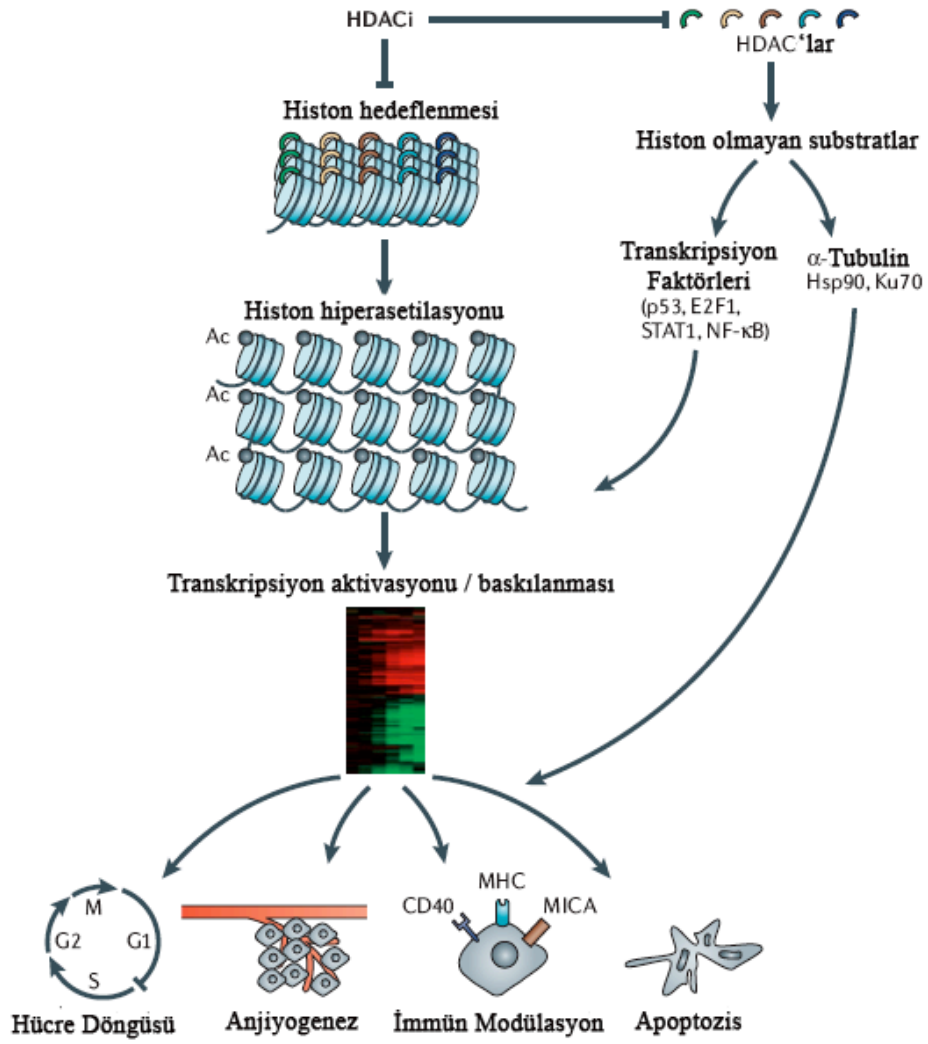 HDACi
HDAC‘lar
Histon hedeflenmesi
Histon olmayan substratlar
Transkripsiyon
Faktörleri
(p53, E2F1,
STAT1, NF-κB)
α-Tubulin
Hsp90, Ku70
Histon hiperasetilasyonu
Ac
Ac
Ac
Transkripsiyon aktivasyonu / baskılanması
M
G2
G1
S
Hücre Döngüsü
Anjiyogenez
CD40
MHC
MICA
İmmün Modülasyon
Apoptozis